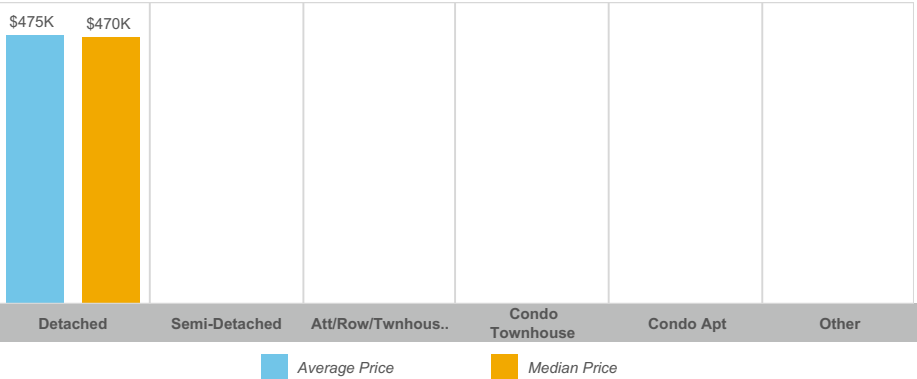 $475K
$470K
Detached
Semi-Detached
Att/Row/Twnhous..
Condo
Townhouse
Condo Apt
Other
Average Price
Median Price